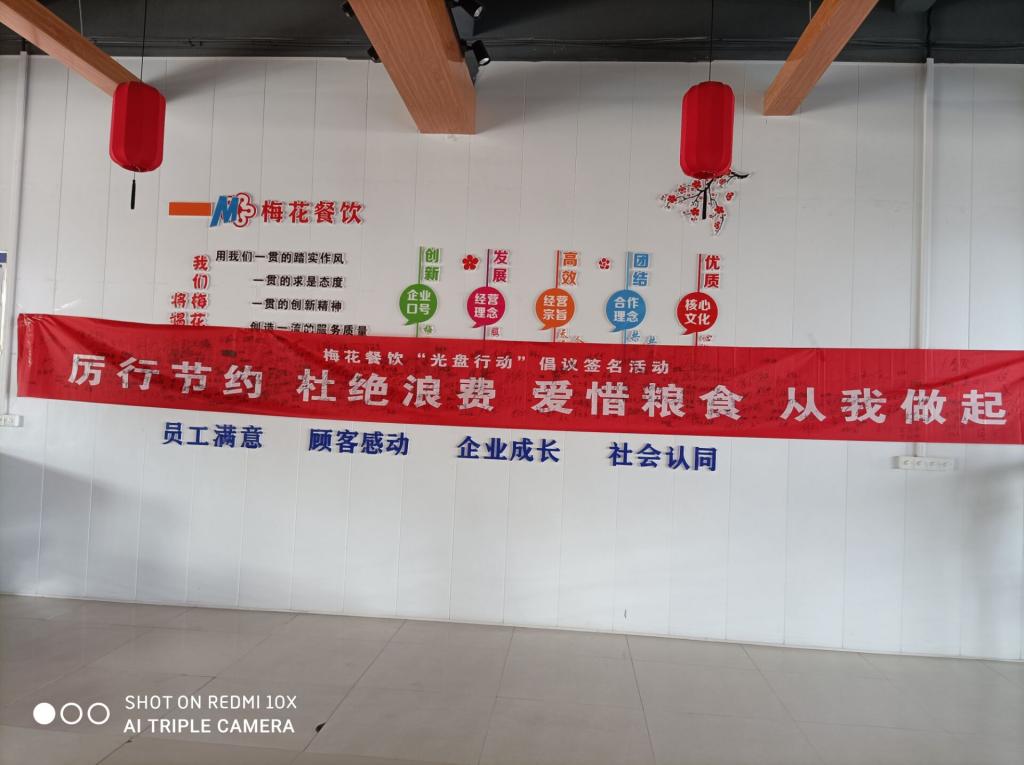 梅花餐饮
我们
将梅花
用我们一贯的踏实作风
一贯的求是态度
一贯的创新精神
创造一流的服务质量
创新
企业口号
发展
经营理念
高效
经营宗旨
团结
合作理念
优质
核心文化
梅花餐饮“光盘行动”倡议签名活动
厉行节约 杜绝浪费 爱惜粮食 从我做起
员工满意 顾客感动 企业成长 社会认同
SHOT ON REDMI 10X
AI TRIPLE CAMERA